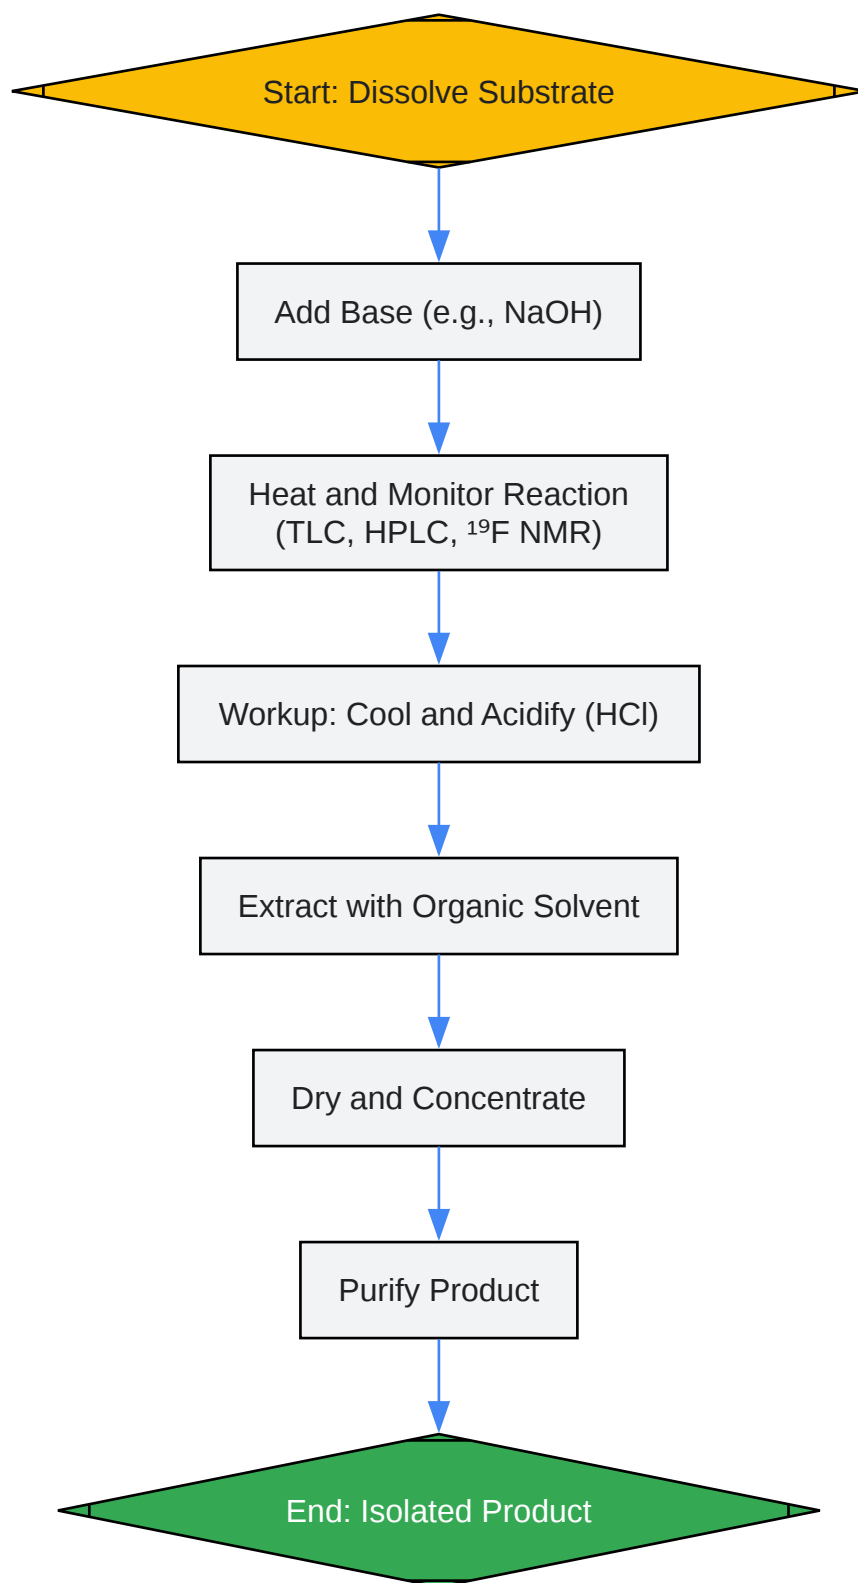 Start: Dissolve Substrate
Add Base (e.g., NaOH)
Heat and Monitor Reaction
(TLC, HPLC, ¹⁹F NMR)
Workup: Cool and Acidify (HCl)
Extract with Organic Solvent
Dry and Concentrate
Purify Product
End: Isolated Product